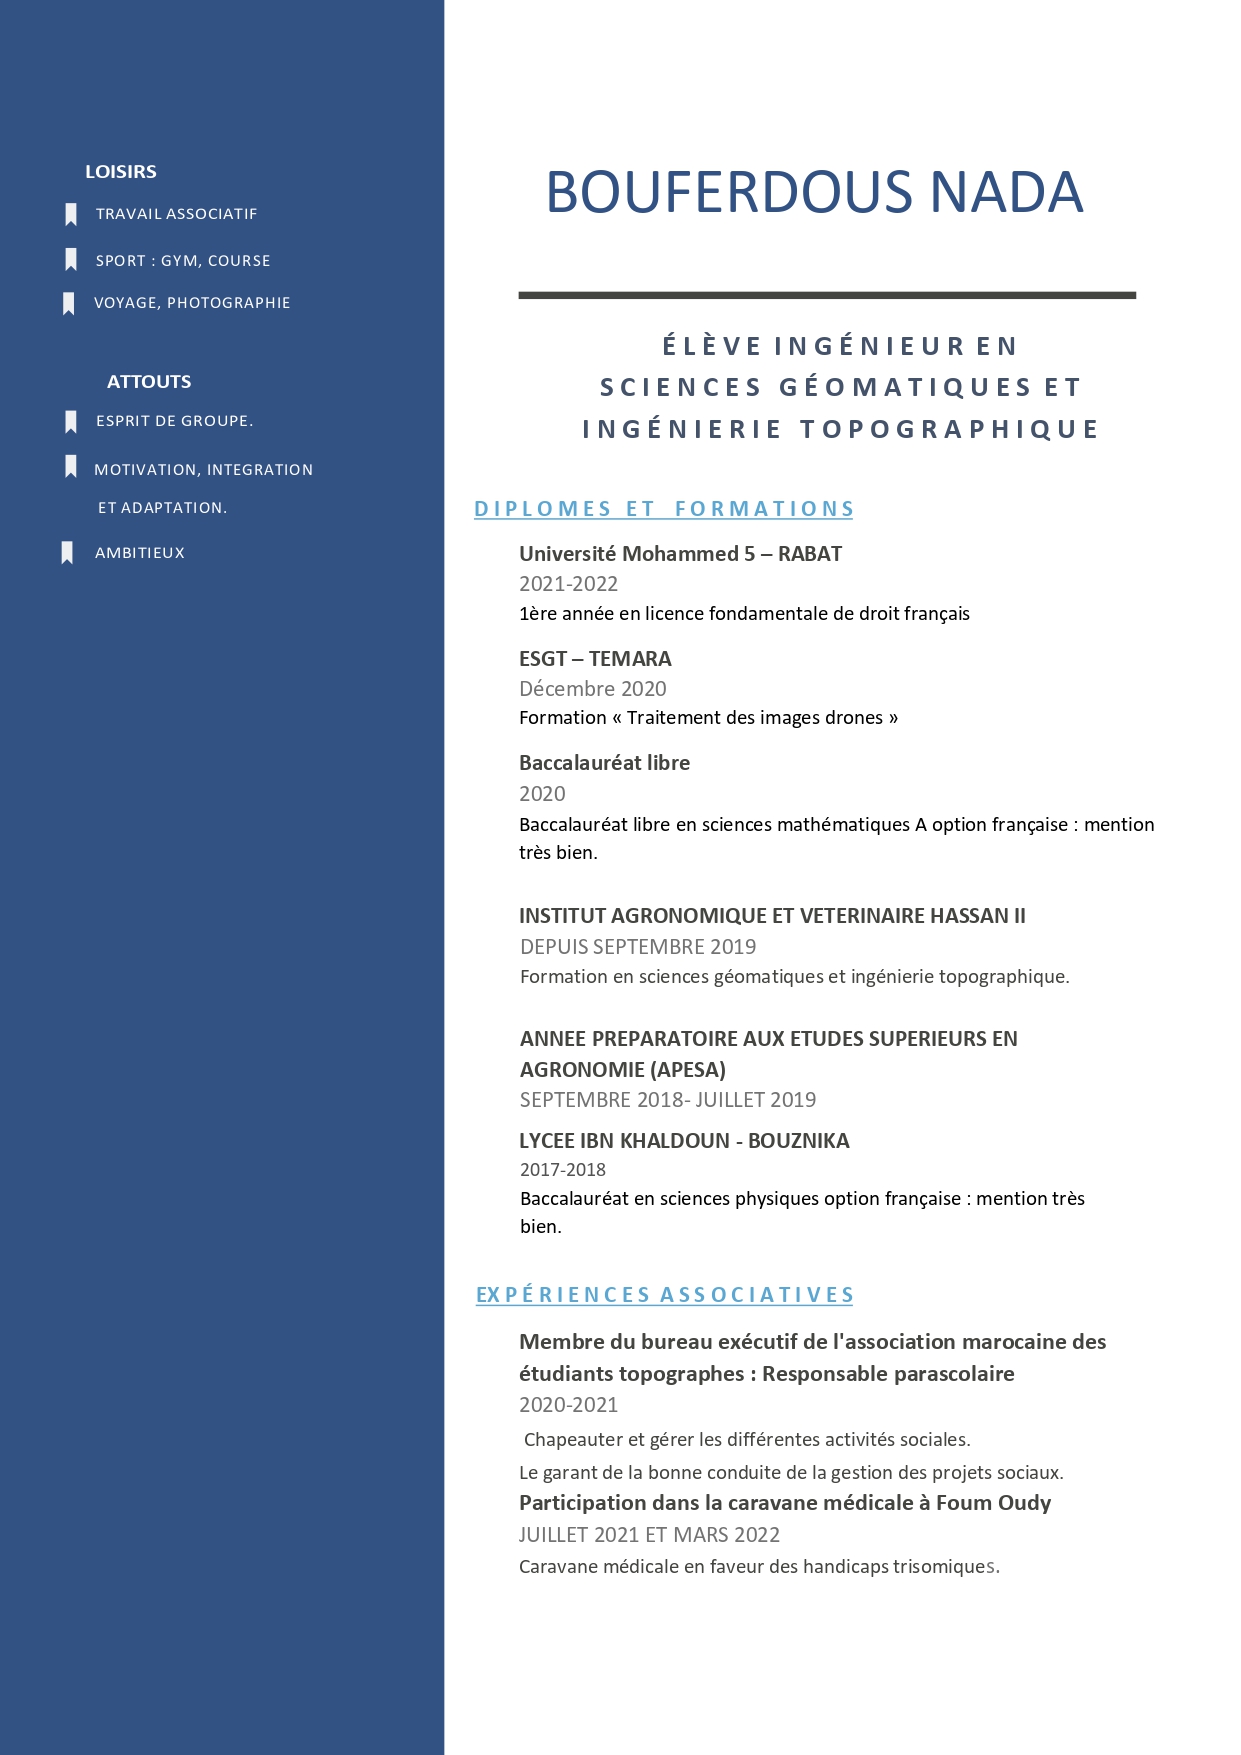 LOISIRS
TRAVAIL ASSOCIATIF
SPORT : GYM, COURSE
VOYAGE, PHOTOGRAPHIE
ATTOUTS
ESPRIT DE GROUPE.
MOTIVATION, INTEGRATION
ET ADAPTATION.
AMBITIEUX
BOUFERDOUS NADA
ÉLÈVE INGÉNIEUR EN
SCIENCES GÉOMATIQUES ET
INGÉNIERIE TOPOGRAPHIQUE
DIPLOMES ET FORMATIONS
Université Mohammed 5 – RABAT
2021-2022
1ère année en licence fondamentale de droit français
ESGT – TEMARA
Décembre 2020
Formation « Traitement des images drones »
Baccalauréat libre
2020
Baccalauréat libre en sciences mathématiques A option française : mention
très bien.
INSTITUT AGRONOMIQUE ET VETERINAIRE HASSAN II
DEPUIS SEPTEMBRE 2019
Formation en sciences géomatiques et ingénierie topographique.
ANNEE PREPARATOIRE AUX ETUDES SUPERIEURS EN
AGRONOMIE (APESA)
SEPTEMBRE 2018- JUILLET 2019
LYCEE IBN KHALDOUN - BOUZNIKA
2017-2018
Baccalauréat en sciences physiques option française : mention très
bien.
EXPÉRIENCES ASSOCIATIVES
Membre du bureau exécutif de l'association marocaine des
étudiants topographes : Responsable parascolaire
2020-2021
Chapeauter et gérer les différentes activités sociales.
Le garant de la bonne conduite de la gestion des projets sociaux.
Participation dans la caravane médicale à Foum Oudy
JUILLET 2021 ET MARS 2022
Caravane médicale en faveur des handicaps trisomiques.